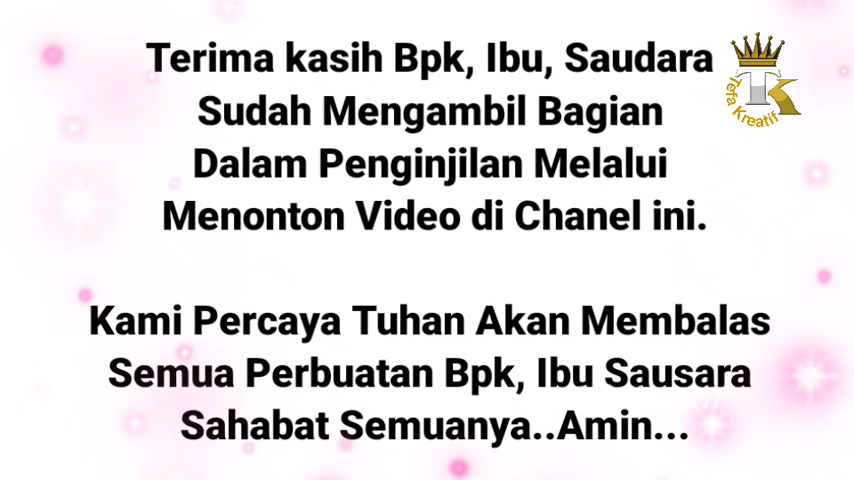 Terima kasih Bpk, Ibu, Saudara
Sudah Mengambil Bagian
Dalam Penginjilan Melalui
Menonton Video di Chanel ini.
Kami Percaya Tuhan Akan Membalas
Semua Perbuatan Bpk, Ibu Sausara
Sahabat Semuanya..Amin...
TK
Tefa Kreatif